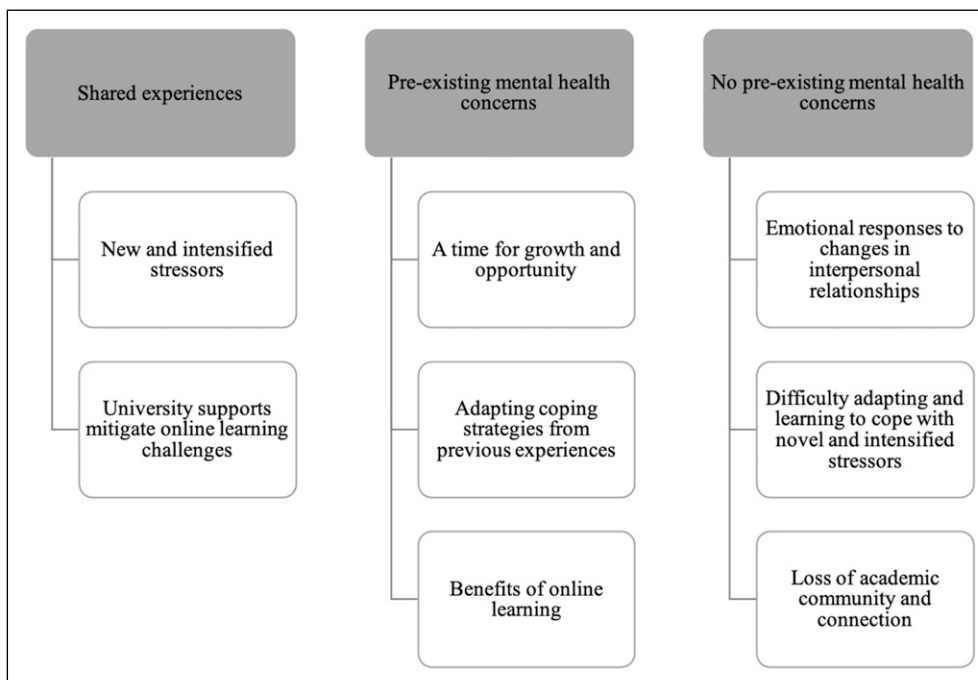 Shared experiences
New and intensified
stressors
University supports
mitigate online learning
challenges
Pre-existing mental health
concerns
A time for growth and
opportunity
Adapting coping
strategies from
previous experiences
Benefits of online
learning
No pre-existing mental health
concerns
Emotional responses to
changes in
interpersonal
relationships
Difficulty adapting and
learning to cope with
novel and intensified
stressors
Loss of academic
community and
connection